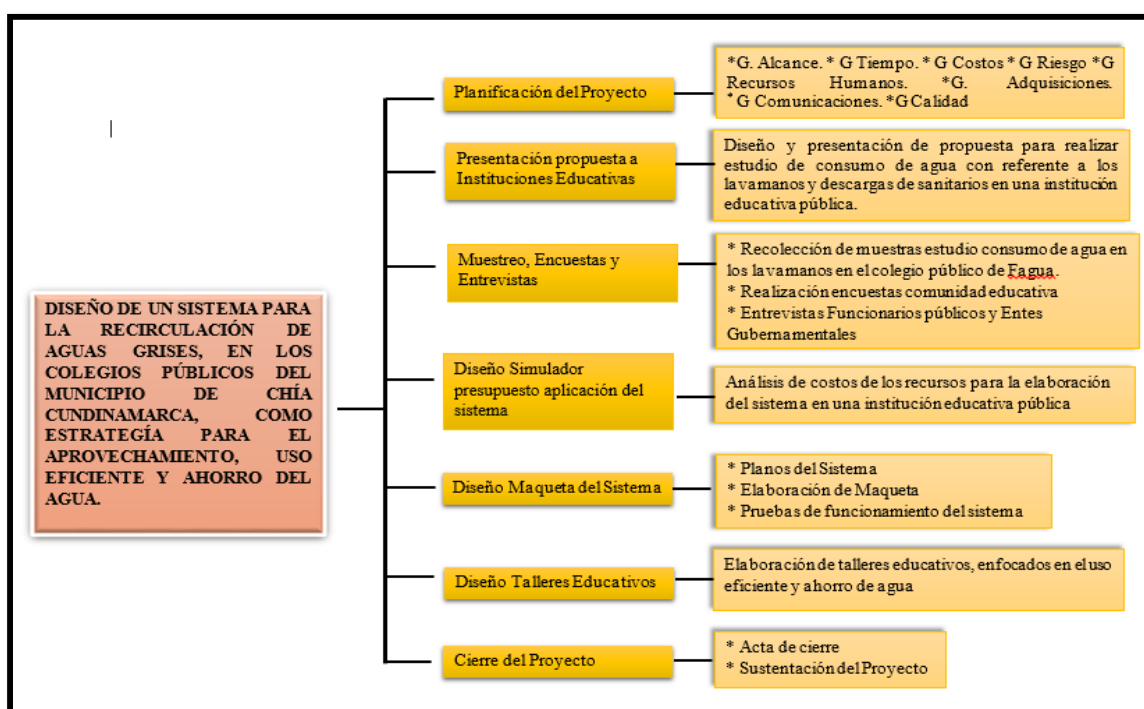 DISEÑO DE UN SISTEMA PARA
LA RECIRCULACIÓN DE
AGUAS GRISES, EN LOS
COLEGIOS PÚBLICOS DEL
MUNICIPIO DE CHÍA
CUNDINAMARCA, COMO
ESTRATEGÍA PARA EL
APROVECHAMIENTO, USO
EFICIENTE Y AHORRO DEL
AGUA.
Planificación del Proyecto
*G. Alcance. * G Tiempo. * G Costos * G Riesgo *G
Recursos Humanos. *G. Adquisiciones.
* G Comunicaciones. *G Calidad
Presentación propuesta a
Instituciones Educativas
Diseño y presentación de propuesta para realizar
estudio de consumo de agua con referente a los
lavamanos y descargas de sanitarios en una institución
educativa pública.
Muestreo, Encuestas y
Entrevistas
* Recolección de muestras estudio consumo de agua en
los lavamanos en el colegio público de Fagua.
* Realización encuestas comunidad educativa
* Entrevistas Funcionarios públicos y Entes
Gubernamentales
Diseño Simulador
presupuesto aplicación del
sistema
Análisis de costos de los recursos para la elaboración
del sistema en una institución educativa pública
Diseño Maqueta del Sistema
* Planos del Sistema
* Elaboración de Maqueta
* Pruebas de funcionamiento del sistema
Diseño Talleres Educativos
Elaboración de talleres educativos, enfocados en el uso
eficiente y ahorro de agua
Cierre del Proyecto
* Acta de cierre
* Sustentación del Proyecto